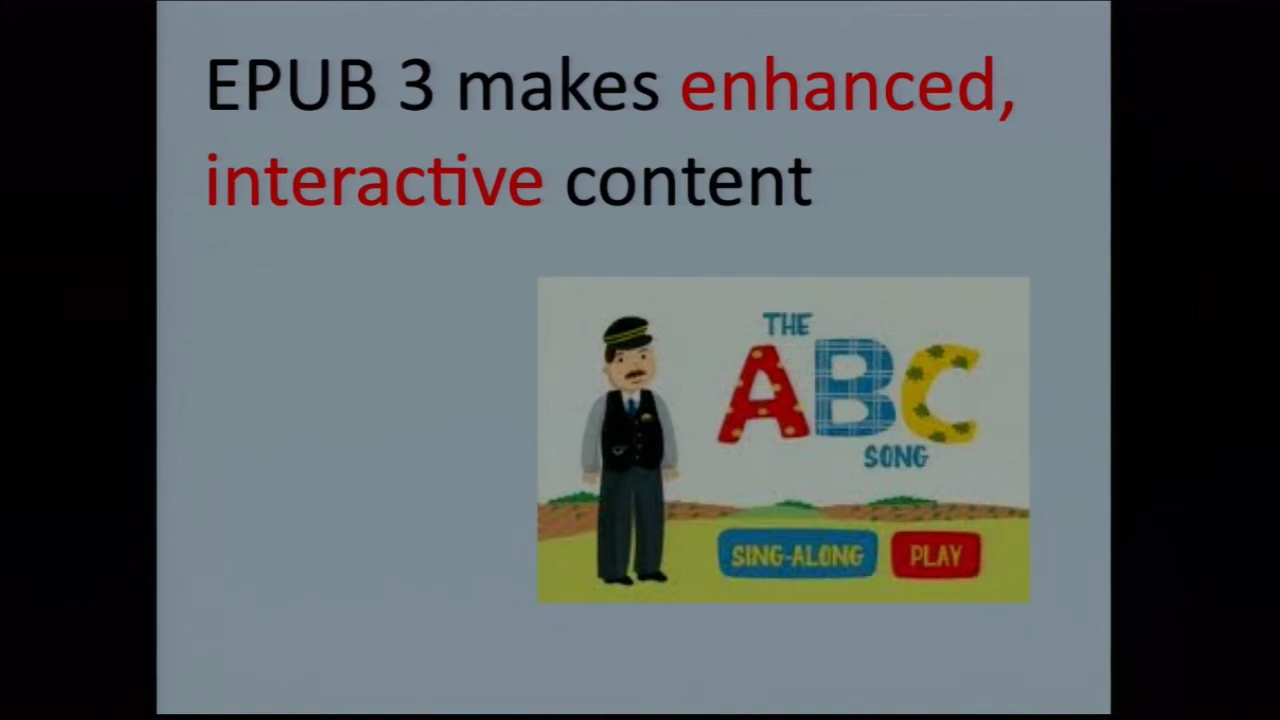 EPUB 3 makes enhanced,
interactive content
THE
ABC
SONG
SING-ALONG
PLAY